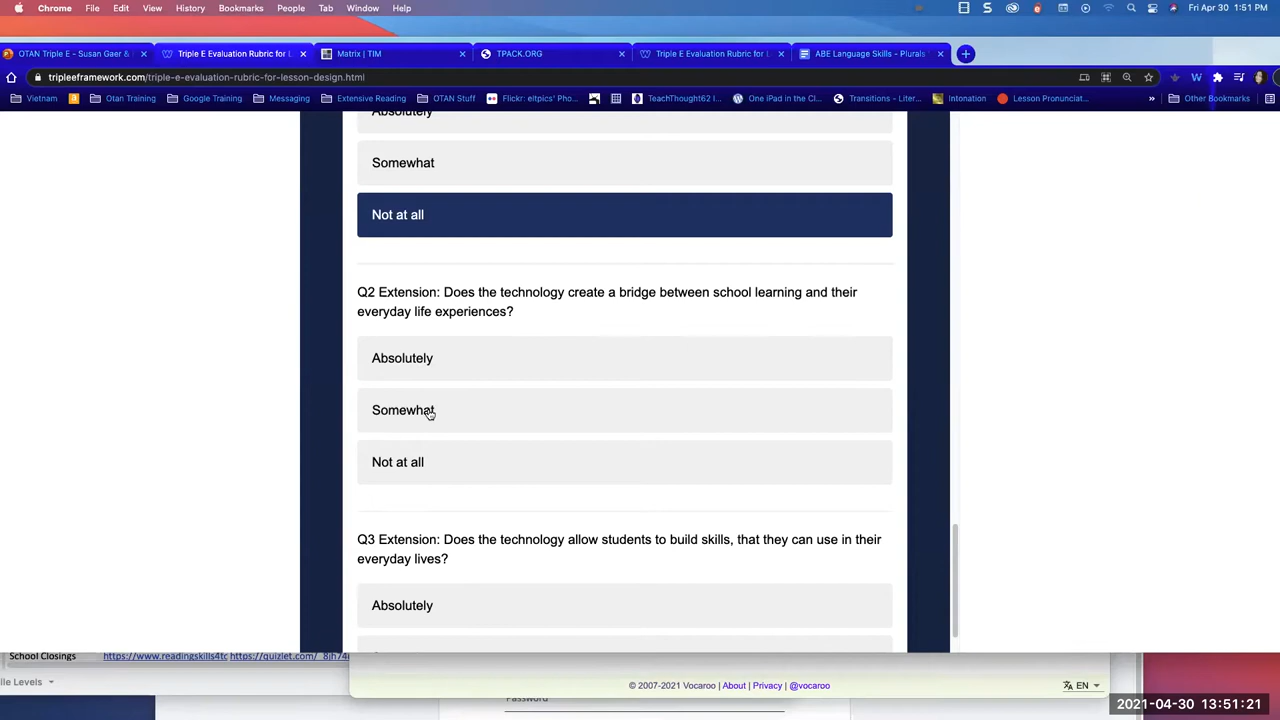 Chrome File Edit View History Bookmarks People Tab Window Help Fri Apr 30 1:51 PM
OTAN Triple E - Susan Gaer & Triple E Evaluation Rubric for L Matrix | TIM TPACK.ORG Triple E Evaluation Rubric for L ABE Language Skills - Plurals
tripleeframework.com/triple-e-evaluation-rubric-for-lesson-design.html
Vietnam Otan Training Google Training Messaging Extensive Reading OTAN Stuff Flickr: eltpics' Pho... TeachThought62 I... One iPad in the Cl... Transitions - Liter... Intonation Lesson Pronunciat... » Other Bookmarks
Absolutely
Somewhat
Not at all
Q2 Extension: Does the technology create a bridge between school learning and their
everyday life experiences?
Absolutely
Somewhat
Not at all
Q3 Extension: Does the technology allow students to build skills, that they can use in their
everyday lives?
Absolutely
School Closings https://www.readingskills4to
lle Levels
© 2007-2021 Vocaroo | About | Privacy | @vocaroo EN
Password
2021-04-30 13:51:21